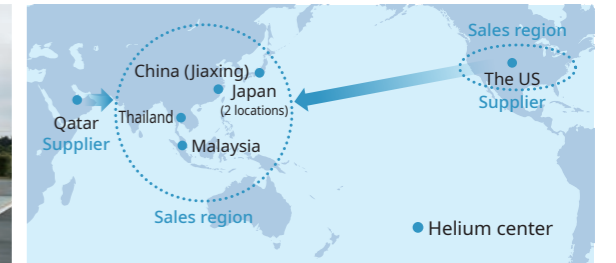 Sales region
China (Jiaxing)
Japan
(2 locations)
The US
Supplier
Qatar
Supplier
Thailand
Malaysia
Sales region
Helium center